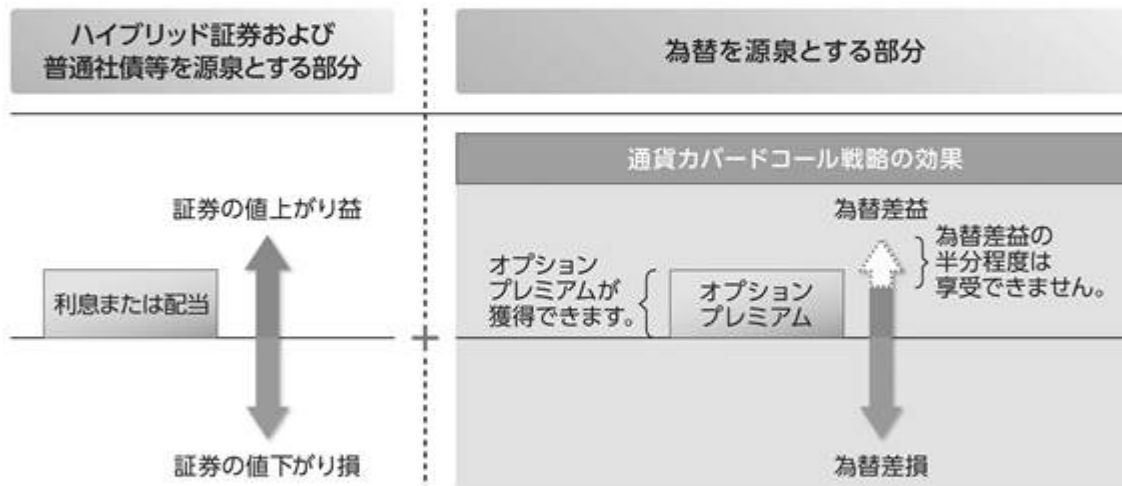 ハイブリッド証券および
普通社債等を源泉とする部分
為替を源泉とする部分
通貨カバードコール戦略の効果
証券の値上がり益
利息または配当
証券の値下がり損
+
為替差益
為替差益の
半分程度は
享受できません。
オプション
プレミアムが
獲得できます。
オプション
プレミアム
為替差損